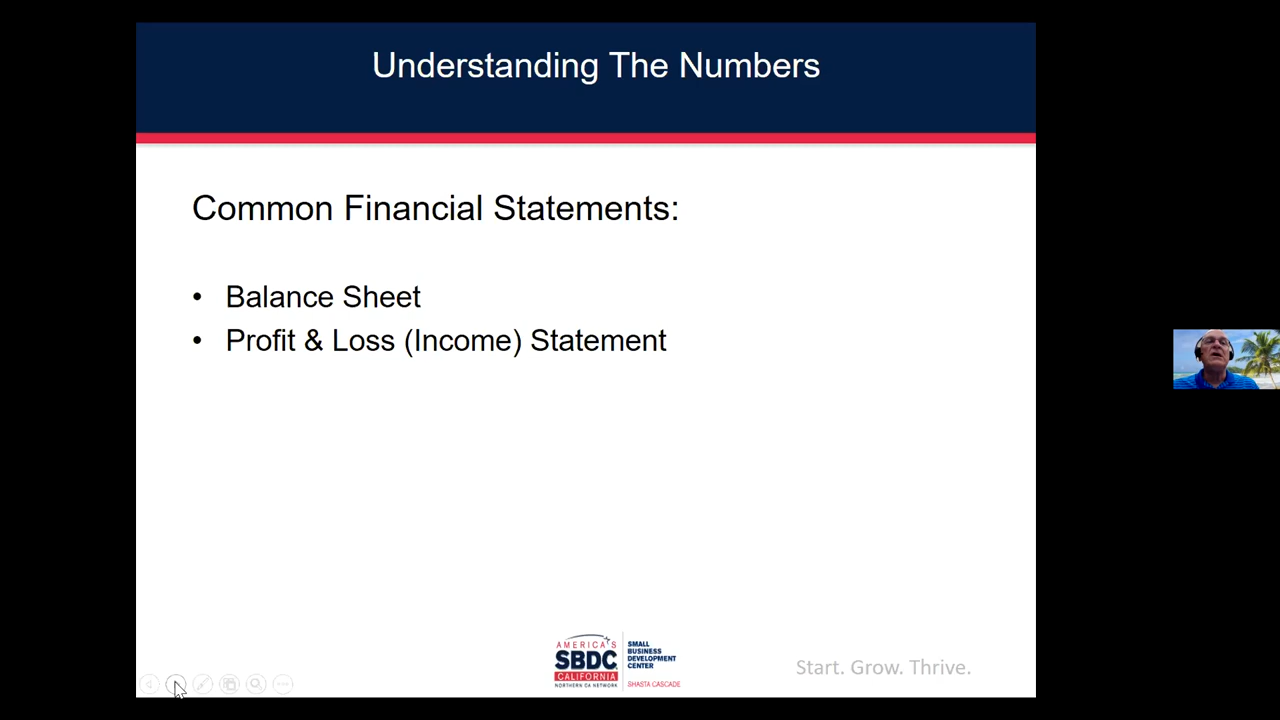 Understanding The Numbers
Common Financial Statements:
• Balance Sheet
• Profit & Loss (Income) Statement
AMERICA'S
SBDC
CALIFORNIA
NORTHERN CA NETWORK
SMALL
BUSINESS
DEVELOPMENT
CENTER
SHASTA CASCADE
Start. Grow. Thrive.